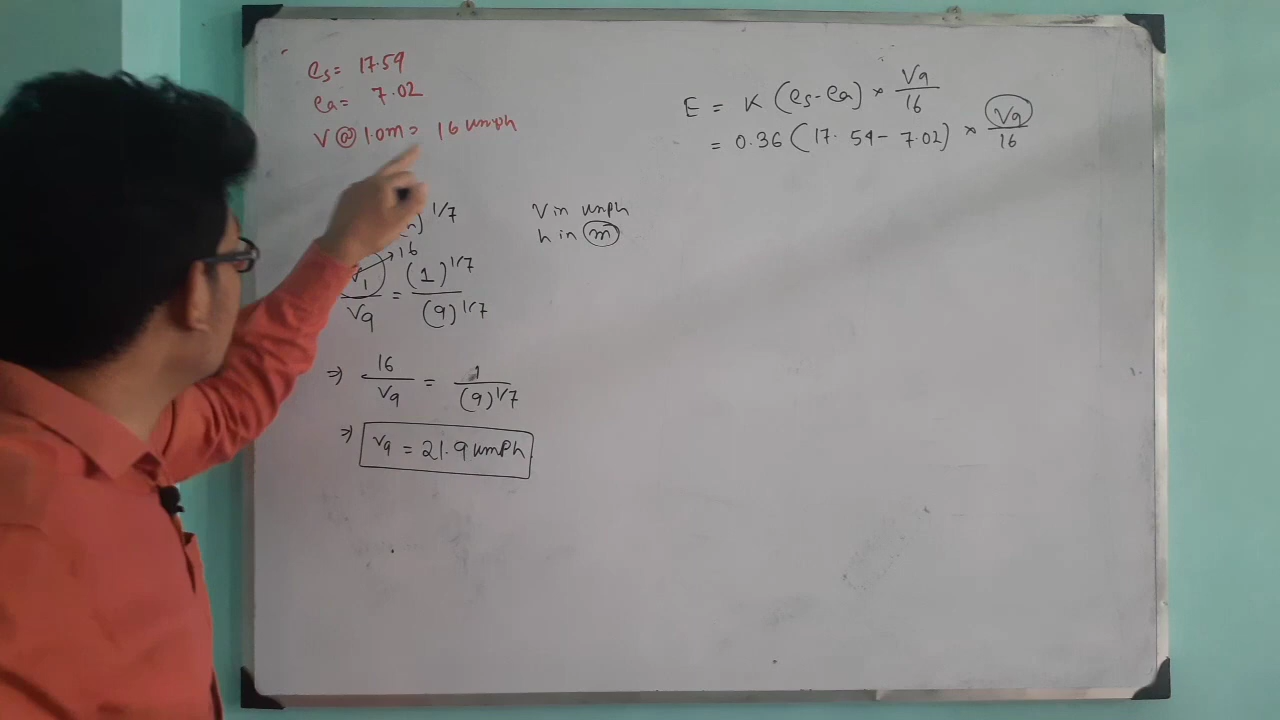 es = 17.59
ea = 7.02
V @ 1.0m = 16 kmph
E = K (es - ea) × V9/16
= 0.36 (17.59 - 7.02) × V9/16
(h)^1/7
V in kmph
h in m
16
V1/V9 = (1)^1/7/(9)^1/7
⇒ 16/V9 = 1/(9)^1/7
⇒ V9 = 21.9 kmph